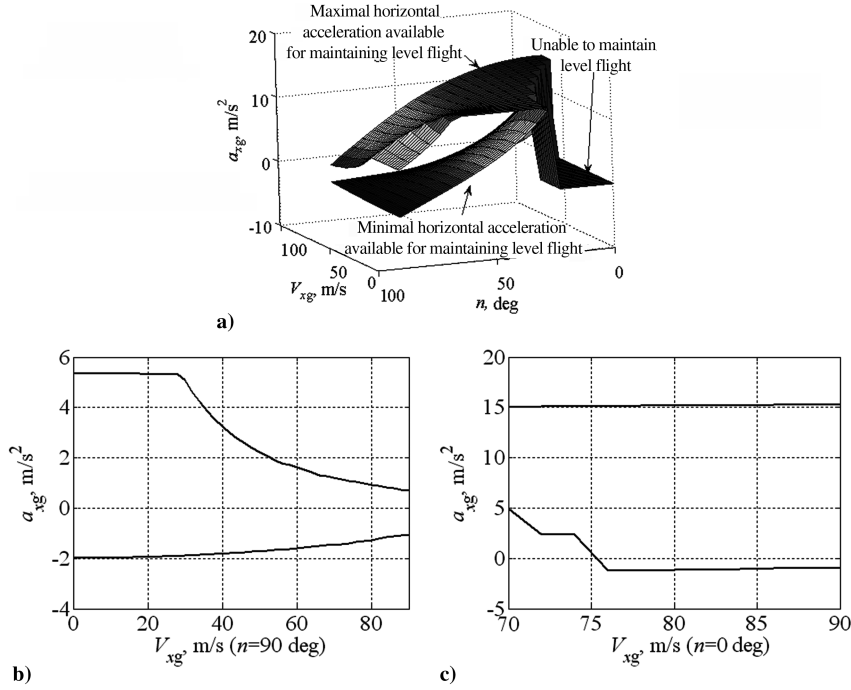 Maximal horizontal
acceleration available
for maintaining level flight
Unable to maintain
level flight
20
10
0
-10
a_xg, m/s²
100
50
0
V_xg, m/s
100
50
0
n, deg
Minimal horizontal acceleration
available for maintaining level flight
a)
6
4
2
0
-2
-4
a_xg, m/s²
0 20 40 60 80
V_xg, m/s (n=90 deg)
b)
20
15
10
5
0
-5
a_xg, m/s²
70 75 80 85 90
V_xg, m/s (n=0 deg)
c)